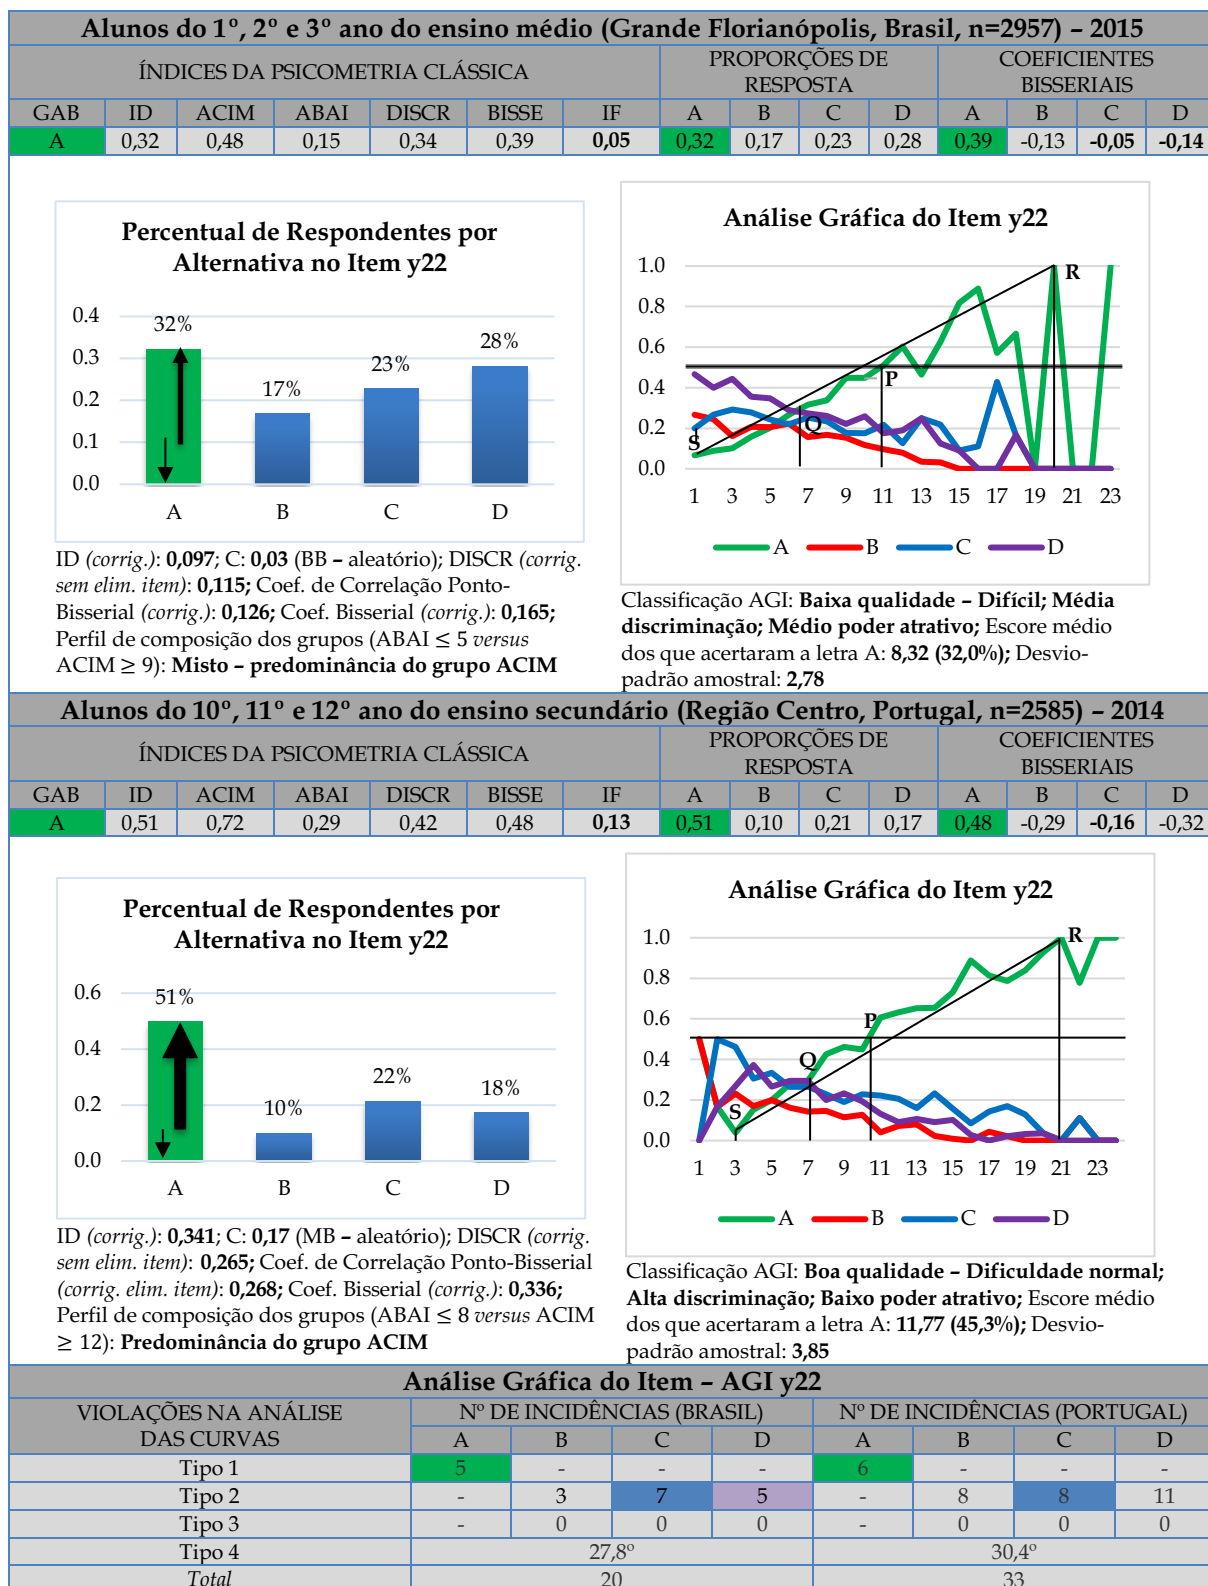 Alunos do 1º, 2º e 3º ano do ensino médio (Grande Florianópolis, Brasil, n=2957) – 2015
ÍNDICES DA PSICOMETRIA CLÁSSICA
PROPORÇÕES DE RESPOSTA
COEFICIENTES BISSERIAIS
GAB ID ACIM ABAI DISCR BISSE IF A B C D A B C D
A 0,32 0,48 0,15 0,34 0,39 0,05 0,32 0,17 0,23 0,28 0,39 -0,13 -0,05 -0,14
Percentual de Respondentes por
Alternativa no Item y22
0.4
0.3
0.2
0.1
0.0
32%
17%
23%
28%
A B C D
ID (corrig.): 0,097; C: 0,03 (BB – aleatório); DISCR (corrig.
sem elim. item): 0,115; Coef. de Correlação Ponto-
Bisserial (corrig.): 0,126; Coef. Bisserial (corrig.): 0,165;
Perfil de composição dos grupos (ABAI ≤ 5 versus
ACIM ≥ 9): Misto – predominância do grupo ACIM
Análise Gráfica do Item y22
1.0
0.8
0.6
0.4
0.2
0.0
R
P
Q
S
1 3 5 7 9 11 13 15 17 19 21 23
A B C D
Classificação AGI: Baixa qualidade – Difícil; Média
discriminação; Médio poder atrativo; Escore médio
dos que acertaram a letra A: 8,32 (32,0%); Desvio-
padrão amostral: 2,78
Alunos do 10º, 11º e 12º ano do ensino secundário (Região Centro, Portugal, n=2585) – 2014
ÍNDICES DA PSICOMETRIA CLÁSSICA
PROPORÇÕES DE RESPOSTA
COEFICIENTES BISSERIAIS
GAB ID ACIM ABAI DISCR BISSE IF A B C D A B C D
A 0,51 0,72 0,29 0,42 0,48 0,13 0,51 0,10 0,21 0,17 0,48 -0,29 -0,16 -0,32
Percentual de Respondentes por
Alternativa no Item y22
0.6
0.4
0.2
0.0
51%
10%
22%
18%
A B C D
ID (corrig.): 0,341; C: 0,17 (MB – aleatório); DISCR (corrig.
sem elim. item): 0,265; Coef. de Correlação Ponto-Bisserial
(corrig. elim. item): 0,268; Coef. Bisserial (corrig.): 0,336;
Perfil de composição dos grupos (ABAI ≤ 8 versus ACIM
≥ 12): Predominância do grupo ACIM
Análise Gráfica do Item y22
1.0
0.8
0.6
0.4
0.2
0.0
R
P
Q
S
1 3 5 7 9 11 13 15 17 19 21 23
A B C D
Classificação AGI: Boa qualidade – Dificuldade normal;
Alta discriminação; Baixo poder atrativo; Escore médio
dos que acertaram a letra A: 11,77 (45,3%); Desvio-
padrão amostral: 3,85
Análise Gráfica do Item – AGI y22
VIOLAÇÕES NA ANÁLISE DAS CURVAS
Nº DE INCIDÊNCIAS (BRASIL)
Nº DE INCIDÊNCIAS (PORTUGAL)
A B C D A B C D
Tipo 1 5 - - - 6 - - -
Tipo 2 - 3 7 5 - 8 8 11
Tipo 3 - 0 0 0 - 0 0 0
Tipo 4 27,8º 30,4º
Total 20 33